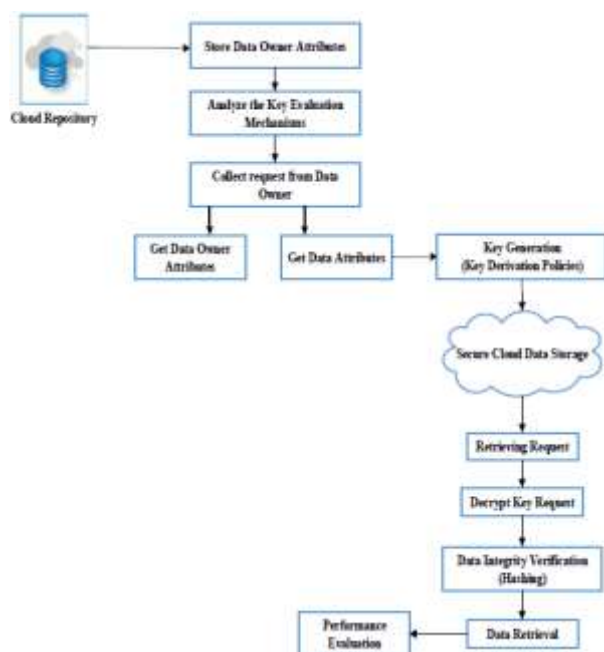 Cloud Repository
Store Data Owner Attributes
Analyze the Key Evaluation
Mechanisms
Collect request from Data
Owner
Get Data Owner
Attributes
Get Data Attributes
Key Generation
(Key Derivation Policies)
Secure Cloud Data Storage
Retrieving Request
Decrypt Key Request
Data Integrity Verification
(Hashing)
Data Retrieval
Performance
Evaluation